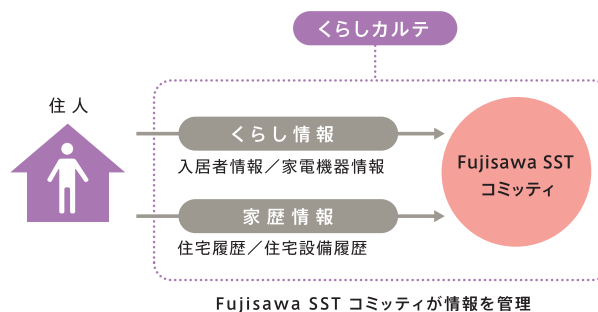 くらしカルテ
住人
くらし情報
入居者情報／家電機器情報
家歴情報
住宅履歴／住宅設備履歴
Fujisawa SST
コミッティ
Fujisawa SST コミッティが情報を管理